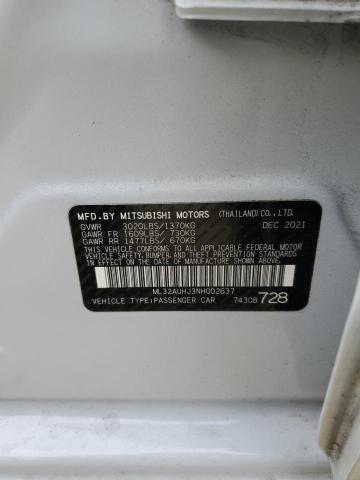 MFD.BY MITSUBISHI MOTORS (THAILAND) CO.,LTD.
GVWR 3020LBS/1370KG DEC 2021
GAWR FR 1609LBS/ 730KG
GAWR RR 1477LBS/ 670KG
THIS VEHICLE CONFORMS TO ALL APPLICABLE FEDERAL MOTOR
VEHICLE SAFETY, BUMPER, AND THEFT PREVENTION STANDARDS
IN EFFECT ON THE DATE OF MANUFACTURE SHOWN ABOVE.
ML32AUHJ3NH002637
VEHICLE TYPE:PASSENGER CAR 7430B 728